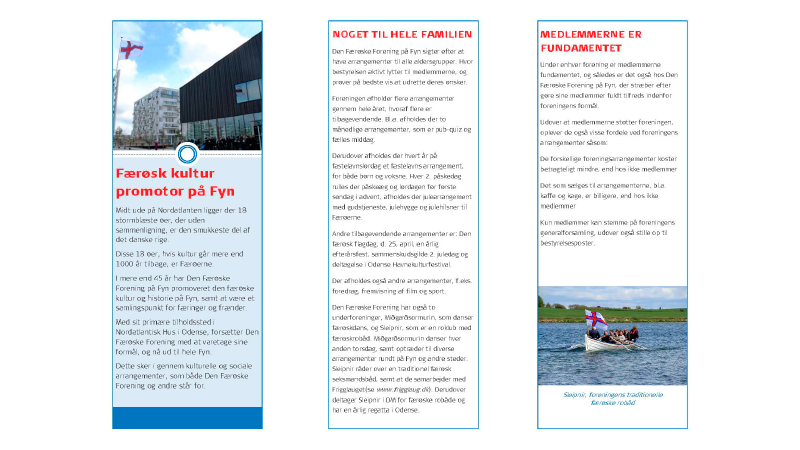 Færøsk kultur
promotor på Fyn
Midt ude på Nordatlanten ligger der 18
stormblæste øer, der uden
sammenligning, er den smukkeste del af
det danske rige.
Disse 18 øer, hvis kultur går mere end
1000 år tilbage, er Færøerne.
I mere end 45 år har Den Færøske
Forening på Fyn promoveret den færøske
kultur og historie på Fyn, samt at være et
samlingspunkt for færinger og frænder.
Med sit primære tilholdssted i
Nordatlantisk Hus i Odense, forsætter Den
Færøske Forening med at varetage sine
formål, og nå ud til hele Fyn.
Dette sker i gennem kulturelle og sociale
arrangementer, som både Den Færøske
Forening og andre står for.
NOGET TIL HELE FAMILIEN
Den Færøske Forening på Fyn sigter efter at
have arrangementer til alle aldersgrupper. Hvor
bestyrelsen aktivt lytter til medlemmerne, og
prøver på bedste vis at udrette deres ønsker.
Foreningen afholder flere arrangementer
gennem hele året, hvoraf flere er
tilbagevendende. Bl.a. afholdes der to
månedlige arrangementer, som er pub-quiz og
fælles middag.
Derudover afholdes der hvert år på
fastelavnslørdag et fastelavns arrangement,
for både børn og voksne. Hver 2. påskedag
rulles der påskeæg og lørdagen før første
søndag i advent, afholdes der julearrangement
med gudstjeneste, julehygge og julehilsner til
Færøerne.
Andre tilbagevendende arrangementer er: Den
færøsk flagdag, d. 25. april, en årlig
efterårsfest, sammenskudsgilde 2. juledag og
deltagelse i Odense Havnekulturfestival.
Der afholdes også andre arrangementer, f.eks.
foredrag, fremvisning af film og sport.
Den Færøske Forening har også to
underforeninger, Miðgarðsormurin, som danser
færøskdans, og Sleipnir, som er en roklub med
færøskrobåd. Miðgarðsormurin danser hver
anden torsdag, samt optræder til diverse
arrangementer rundt på Fyn og andre steder.
Sleipnir råder over en traditionel færøsk
seksmandsbåd, samt at de samarbejder med
Frigglauget(se www.frigglaug.dk). Derudover
deltager Sleipnir i DM for færøske robåde og
har en årlig regatta i Odense.
MEDLEMMERNE ER
FUNDAMENTET
Under enhver forening er medlemmerne
fundamentet, og således er det også hos Den
Færøske Forening på Fyn, der stræber efter
gøre sine medlemmer fuldt tilfreds indenfor
foreningens formål.
Udover at medlemmerne støtter foreningen,
oplever de også visse fordele ved foreningens
arrangementer såsom:
De forskellige foreningsarrangementer koster
betragteligt mindre, end hos ikke medlemmer
Det som sælges til arrangementerne, bl.a.
kaffe og kage, er billigere, end hos ikke
medlemmer
Kun medlemmer kan stemme på foreningens
generalforsamling, udover også stille op til
bestyrelsesposter.
Sleipnir, foreningens traditionelle
færøske robåd